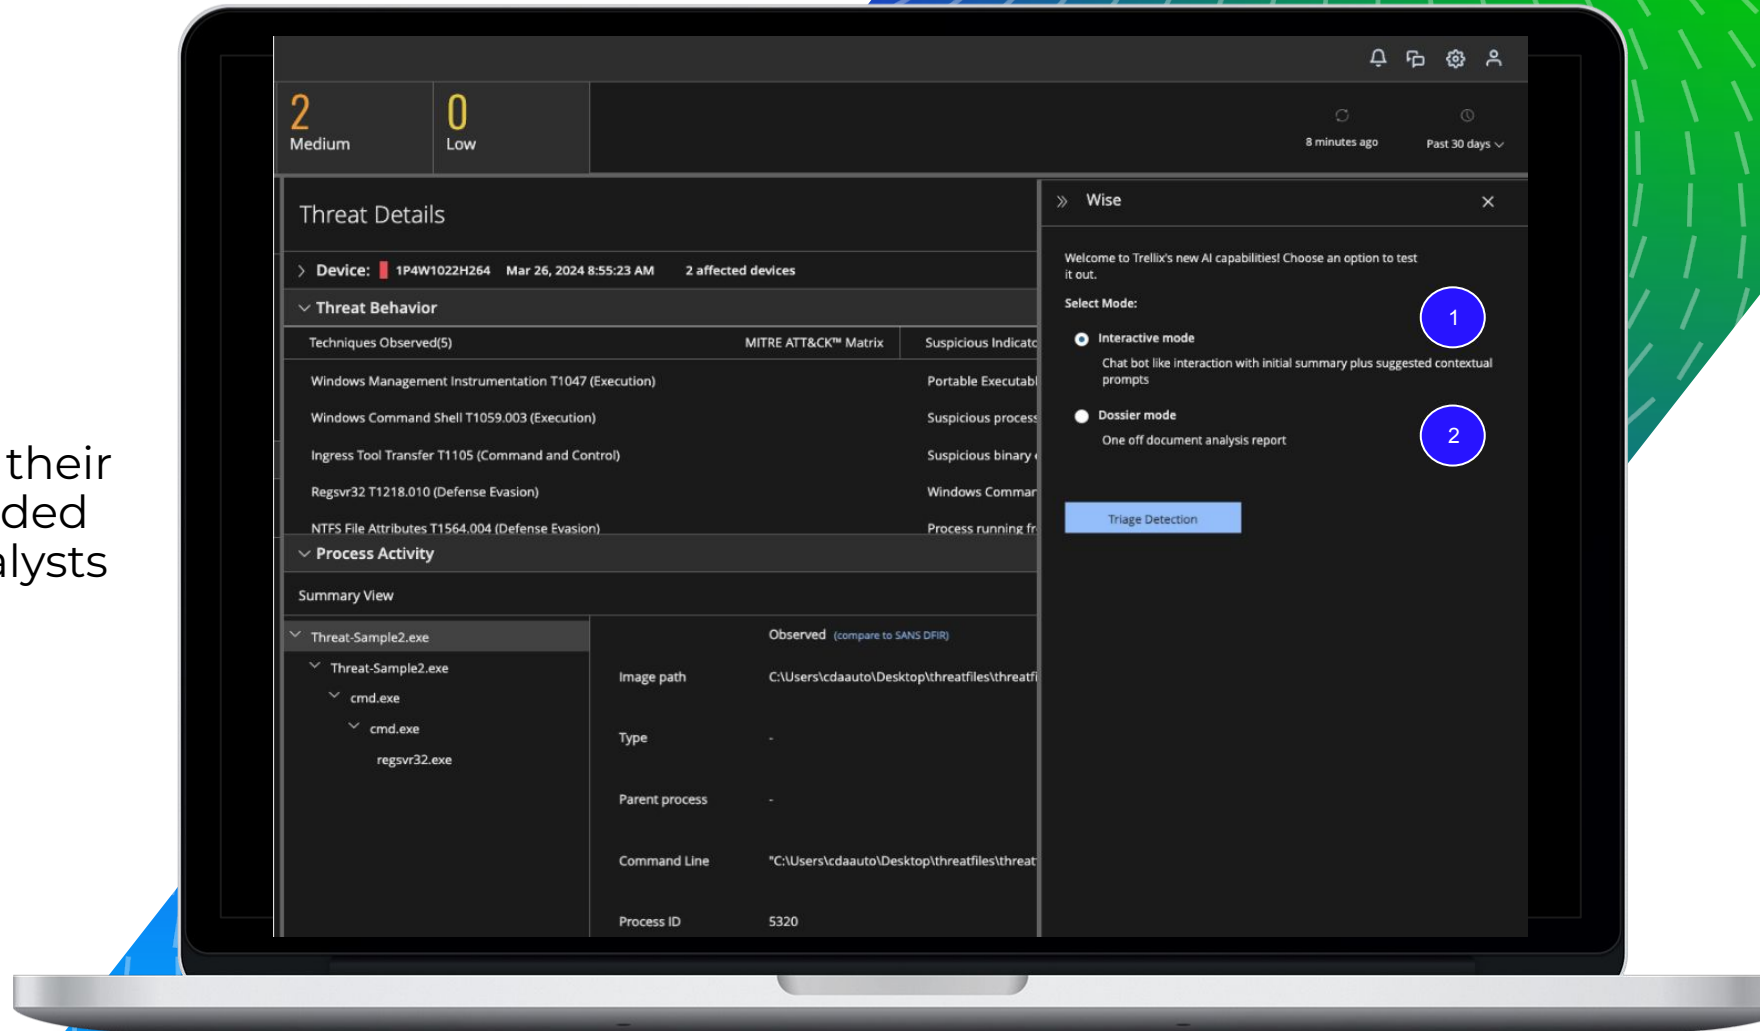 their
ded
alysts
2
Medium
0
Low
8 minutes ago
Past 30 days
Threat Details
Device: 1P4W1022H264 Mar 26, 2024 8:55:23 AM 2 affected devices
Threat Behavior
Techniques Observed(5) MITRE ATT&CK™ Matrix Suspicious Indicato
Windows Management Instrumentation T1047 (Execution) Portable Executabl
Windows Command Shell T1059.003 (Execution) Suspicious process
Ingress Tool Transfer T1105 (Command and Control) Suspicious binary
Regsvr32 T1218.010 (Defense Evasion) Windows Comman
NTFS File Attributes T1564.004 (Defense Evasion) Process running fr
Process Activity
Summary View
Threat-Sample2.exe
Threat-Sample2.exe
cmd.exe
cmd.exe
regsvr32.exe
Observed (compare to SANS DFIR)
Image path C:\Users\cdaauto\Desktop\threatfiles\threatfi
Type -
Parent process -
Command Line "C:\Users\cdaauto\Desktop\threatfiles\threat
Process ID 5320
Wise
Welcome to Trellix's new AI capabilities! Choose an option to test
it out.
Select Mode:
1
Interactive mode
Chat bot like interaction with initial summary plus suggested contextual
prompts
2
Dossier mode
One off document analysis report
Triage Detection